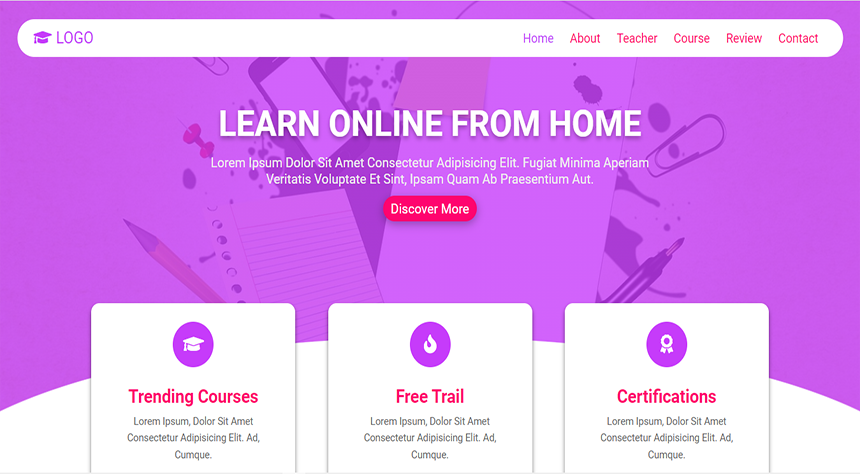 LOGO
Home About Teacher Course Review Contact
LEARN ONLINE FROM HOME
Lorem Ipsum Dolor Sit Amet Consectetur Adipisicing Elit. Fugiat Minima Aperiam
Veritatis Voluptate Et Sint, Ipsam Quam Ab Praesentium Aut.
Discover More
Trending Courses
Lorem Ipsum, Dolor Sit Amet
Consectetur Adipisicing Elit. Ad,
Cumque.
Free Trail
Lorem Ipsum, Dolor Sit Amet
Consectetur Adipisicing Elit. Ad,
Cumque.
Certifications
Lorem Ipsum, Dolor Sit Amet
Consectetur Adipisicing Elit. Ad,
Cumque.